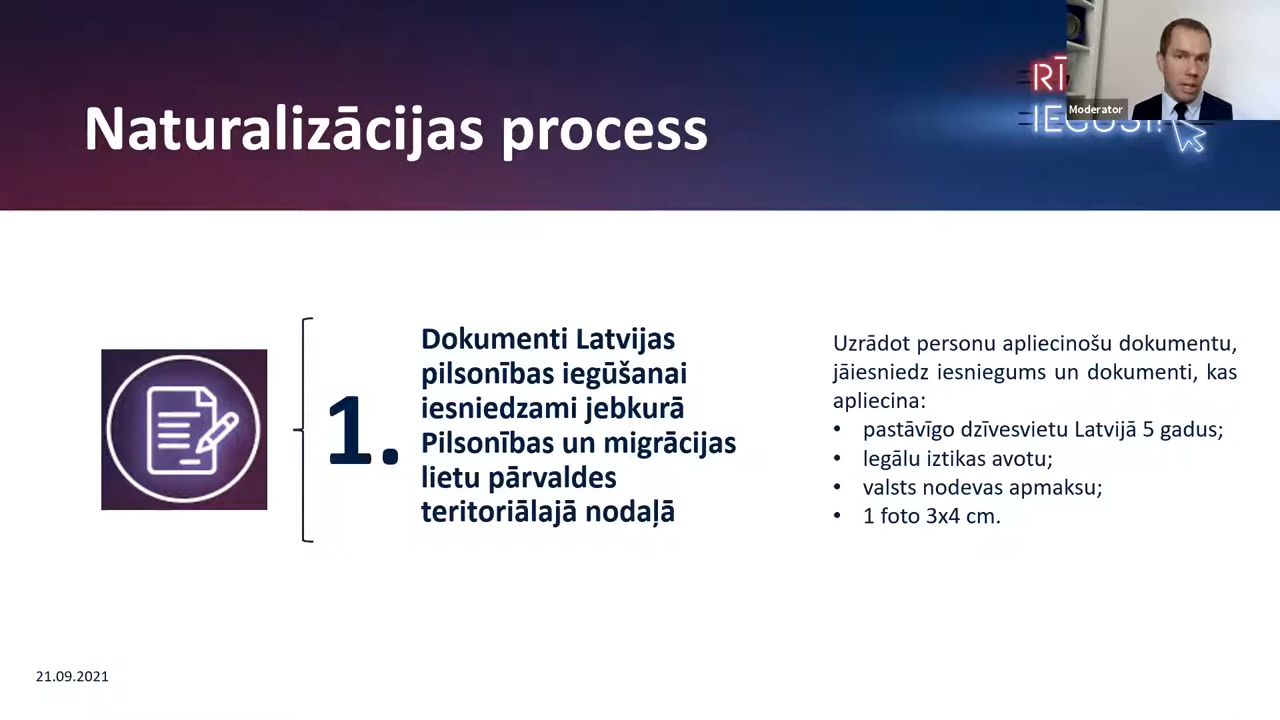 Naturalizācijas process
RĪ
Moderator
1.
Dokumenti Latvijas
pilsonības iegūšanai
iesniedzami jebkurā
Pilsonības un migrācijas
lietu pārvaldes
teritoriālajā nodaļā
Uzrādot personu apliecinošu dokumentu,
jāiesniedz iesniegums un dokumenti, kas
apliecina:
• pastāvīgo dzīvesvietu Latvijā 5 gadus;
• legālu iztikas avotu;
• valsts nodevas apmaksu;
• 1 foto 3x4 cm.
21.09.2021